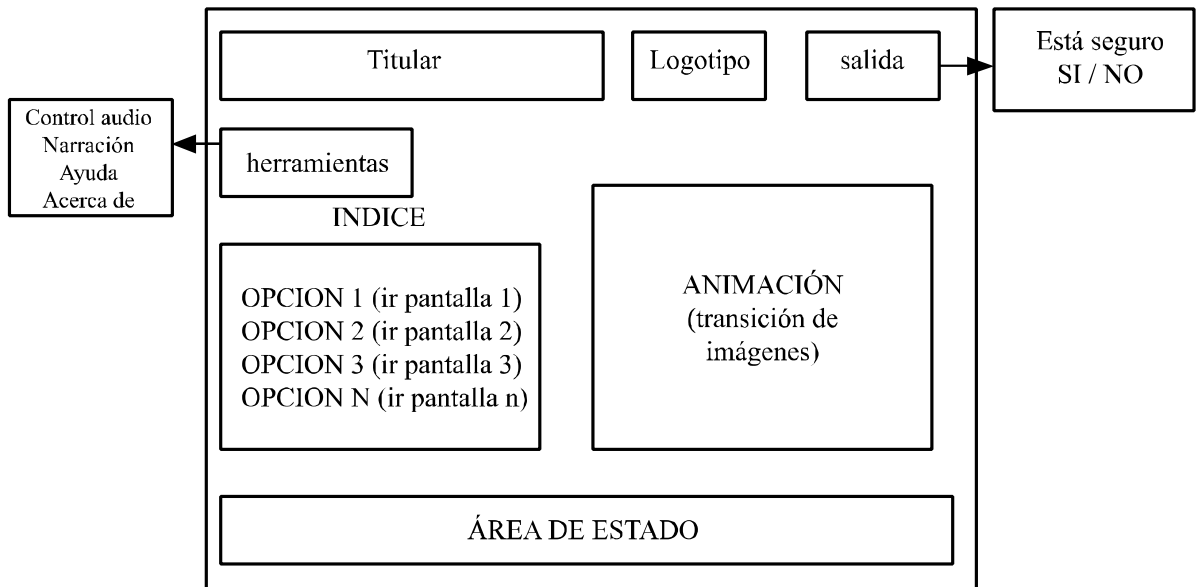 Titular
Logotipo
salida
Está seguro
SI / NO
Control audio
Narración
Ayuda
Acerca de
herramientas
INDICE
OPCION 1 (ir pantalla 1)
OPCION 2 (ir pantalla 2)
OPCION 3 (ir pantalla 3)
OPCION N (ir pantalla n)
ANIMACIÓN
(transición de
imágenes)
ÁREA DE ESTADO